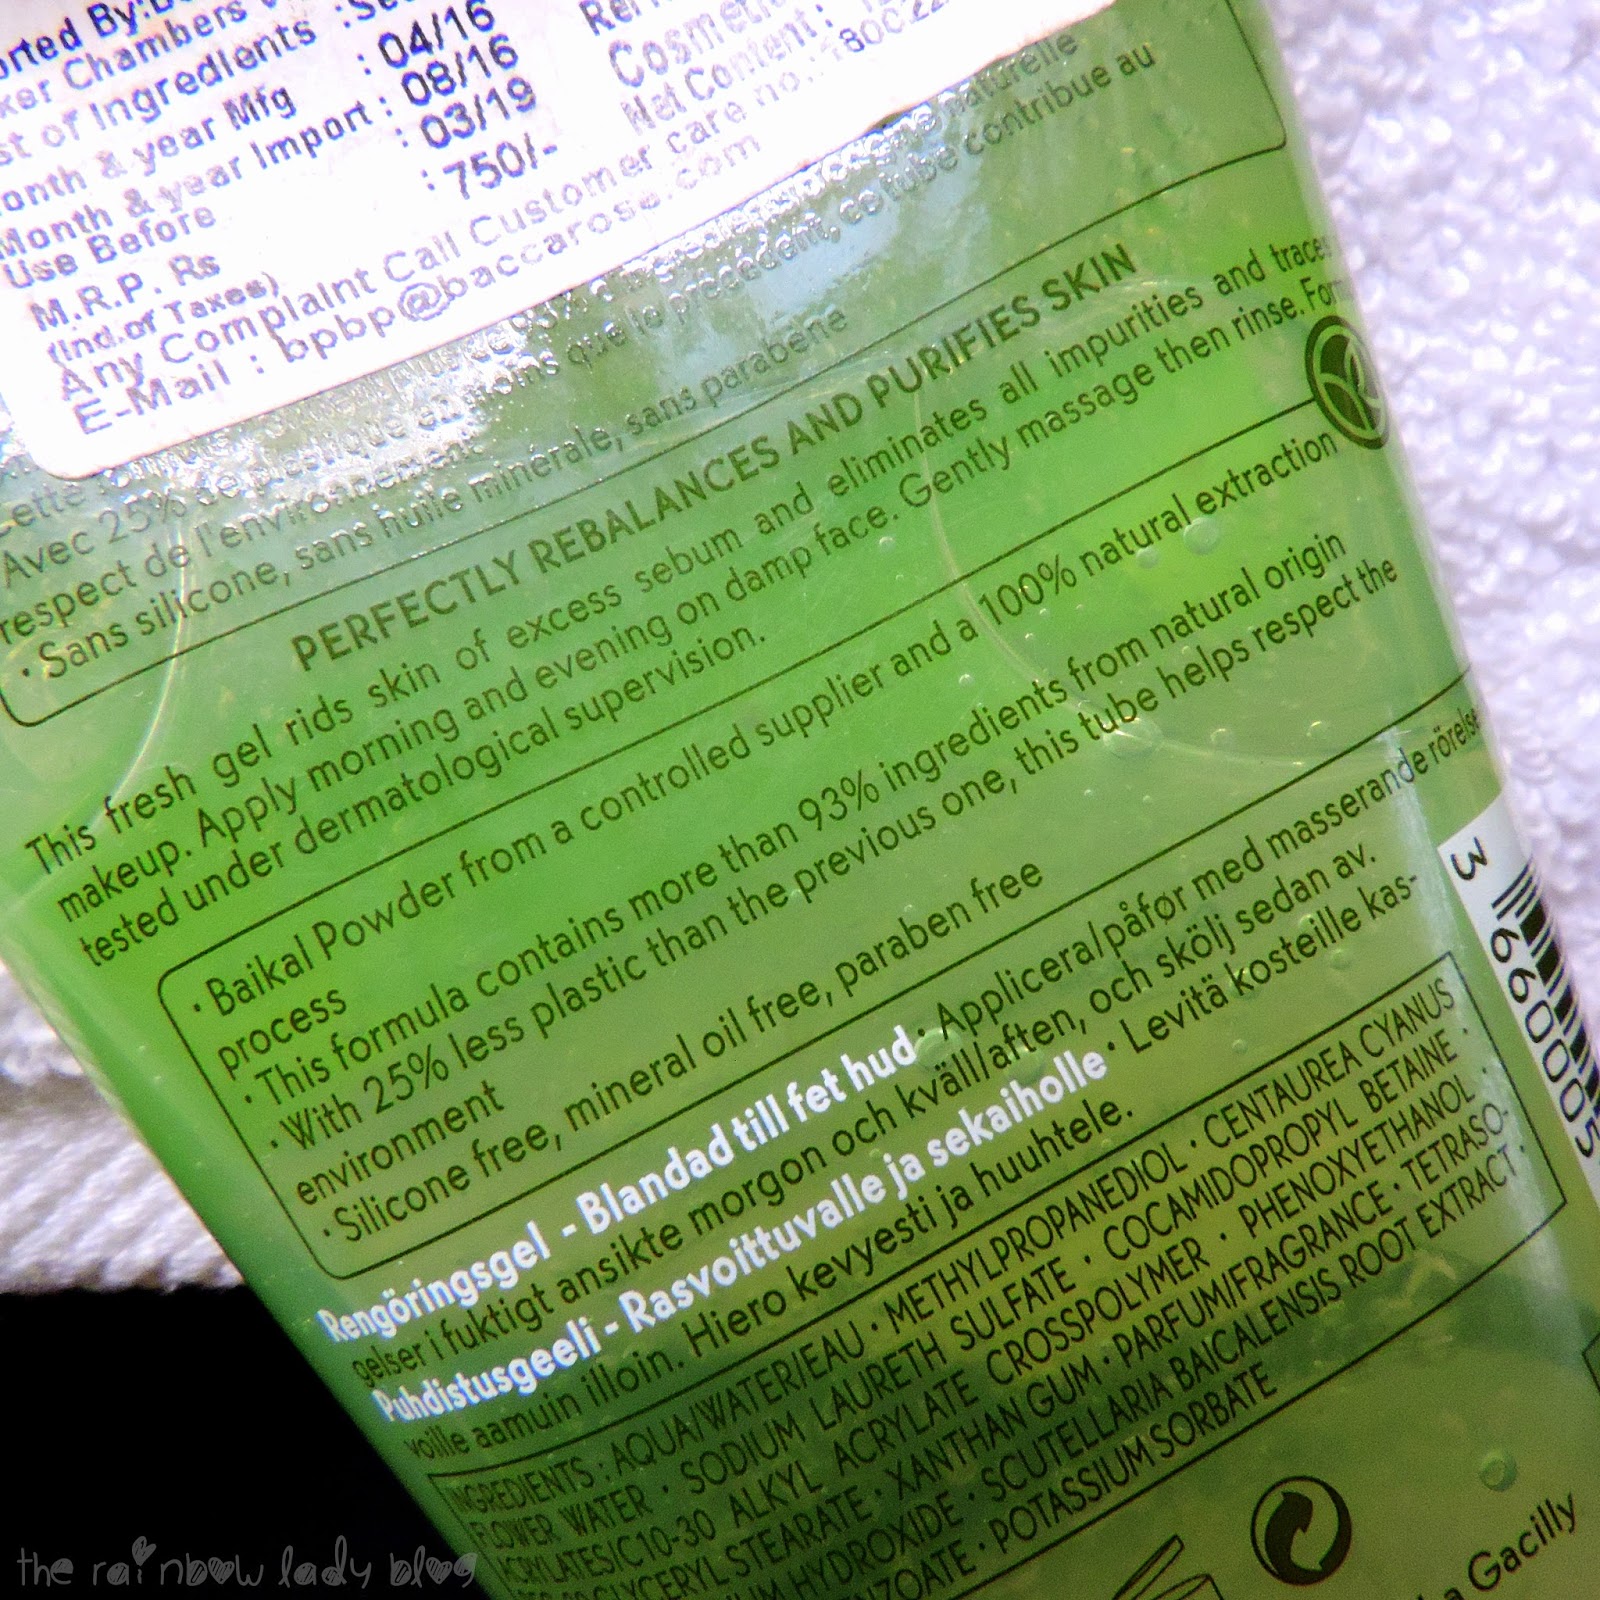 orted By:
ker Chambers
st of Ingredients :
onth & year Mfg : 04/16
Month & year Import : 08/16
Use Before : 03/19
M.R.P. Rs : 750/-
(Ind.of Taxes)
Any Complaint Call Customer care no.:
E-Mail : bpbp@baccarose.com
Net Content :
naturelle
Avec 25% de plastique en moins que le précédent, ce tube contribue au
respect de l'environnement
· Sans silicone, sans huile minérale, sans parabène
PERFECTLY REBALANCES AND PURIFIES SKIN
This fresh gel rids skin of excess sebum and eliminates all impurities and traces
makeup. Apply morning and evening on damp face. Gently massage then rinse. For
tested under dermatological supervision.
· Baikal Powder from a controlled supplier and a 100% natural extraction
process
· This formula contains more than 93% ingredients from natural origin
· With 25% less plastic than the previous one, this tube helps respect the
environment
· Silicone free, mineral oil free, paraben free
Rengöringsgel - Blandad till fet hud · Applicera/påfør med masserande rörelse
gelser i fuktigt ansikte morgon och kväll/aften, och skölj sedan av.
Puhdistusgeeli - Rasvoittuvalle ja sekaiholle · Levitä kosteille kas-
voille aamuin illoin. Hiero kevyesti ja huuhtele.
INGREDIENTS : AQUA/WATER/EAU · METHYLPROPANEDIOL · CENTAUREA CYANUS
FLOWER WATER · SODIUM LAURETH SULFATE · COCAMIDOPROPYL BETAINE ·
ACRYLATES/C10-30 ALKYL ACRYLATE CROSSPOLYMER · PHENOXYETHANOL ·
GLYCERYL STEARATE · XANTHAN GUM · PARFUM/FRAGRANCE · TETRASO-
HYDROXIDE · SCUTELLARIA BAICALENSIS ROOT EXTRACT ·
POTASSIUM SORBATE
3 660005
La Gacilly
the rainbow lady blog